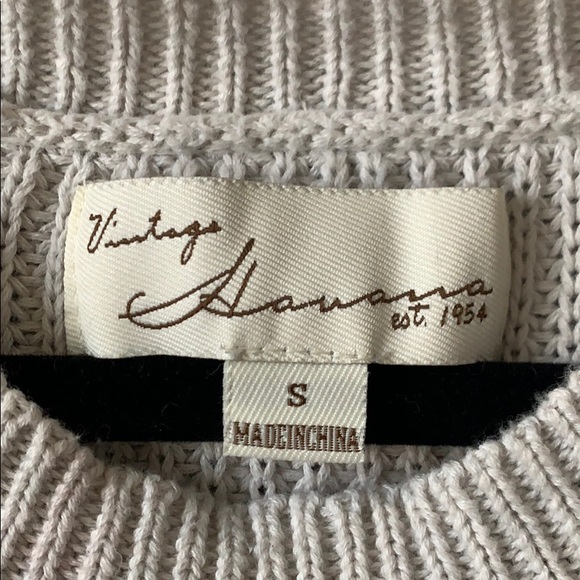 Vintage
Havana
est. 1954
S
MADEINCHINA